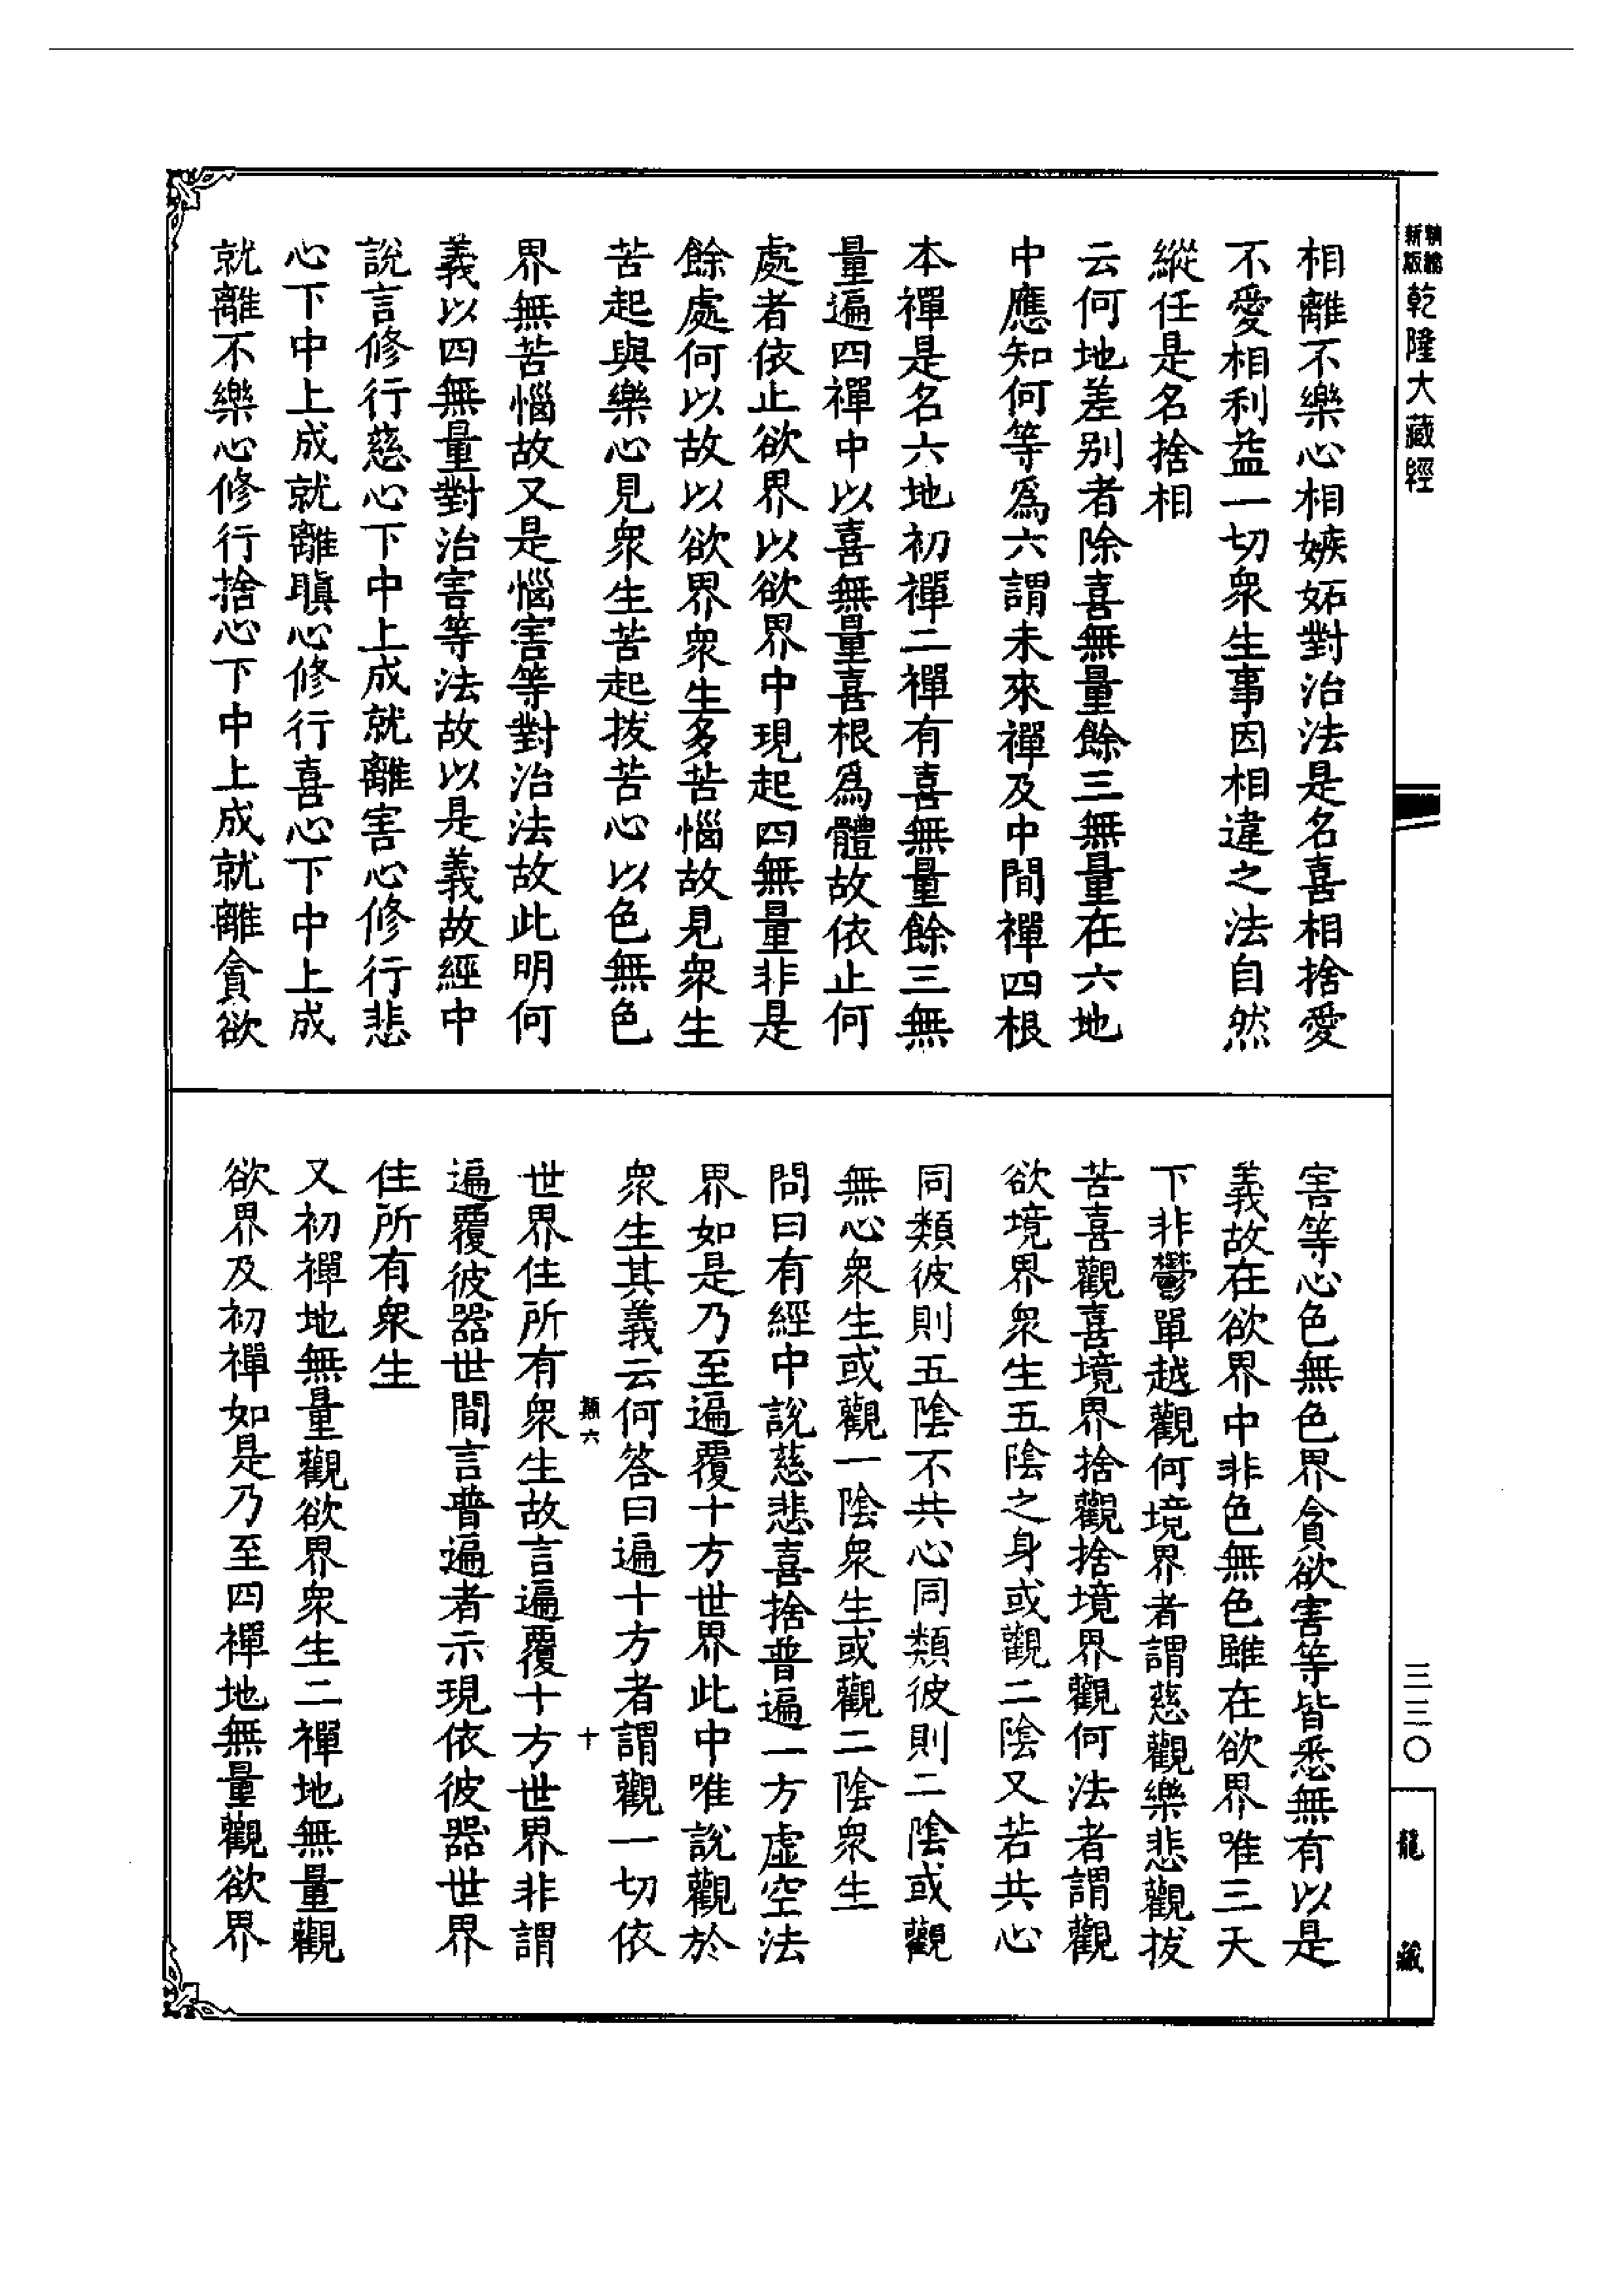 新版
乾隆大藏經
相離不樂心相嫉妬對治法是名喜相捨愛
不愛相利益一切衆生事因相違之法自然
縱任是名捨相
云何地差别者除喜無量餘三無量在六地
中應知何等爲六謂未來禪及中間禪四根
本禪是名六地初禪二禪有喜無量餘三無
量遍四禪中以喜無量喜根爲體故依止何
處者依止欲界以欲界中現起四無量非是
餘處何以故以欲界衆生多苦惱故見衆生
苦起與樂心見衆生苦起拔苦心以色無色
界無苦惱故又是惱害等對治法故此明何
義以四無量對治害等法故以是義故經中
說言修行慈心下中上成就離害心修行悲
心下中上成就離瞋心修行喜心下中上成
就離不樂心修行捨心下中上成就離貪欲
害等心色無色界貪欲害等皆悉無有以是
義故在欲界中非色無色雖在欲界唯三天
下非鬱單越觀何境界者謂慈觀樂悲觀拔
苦喜觀喜境界捨觀捨境界觀何法者謂觀
欲境界衆生五陰之身或觀二陰又若共心
同類彼則五陰不共心同類彼則二陰或觀
無心衆生或觀一陰衆生或觀二陰衆生
問曰有經中說慈悲喜捨普遍一方虛空法
界如是乃至遍覆十方世界此中唯說觀於
衆生其義云何答曰遍十方者謂觀一切依
類六 十
世界住所有衆生故言遍覆十方世界非謂
遍覆彼器世間言普遍者示現依彼器世界
住所有衆生
又初禪地無量觀欲界衆生二禪地無量觀
欲界及初禪如是乃至四禪地無量觀欲界
三三〇
龍藏